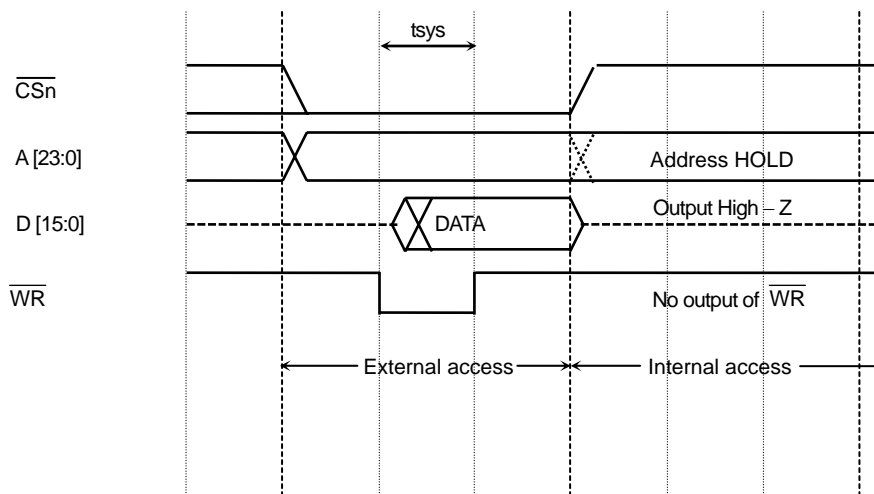 tsys
CSn
A [23:0]
Address HOLD
D [15:0]
DATA
Output High – Z
WR
No output of WR
External access
Internal access